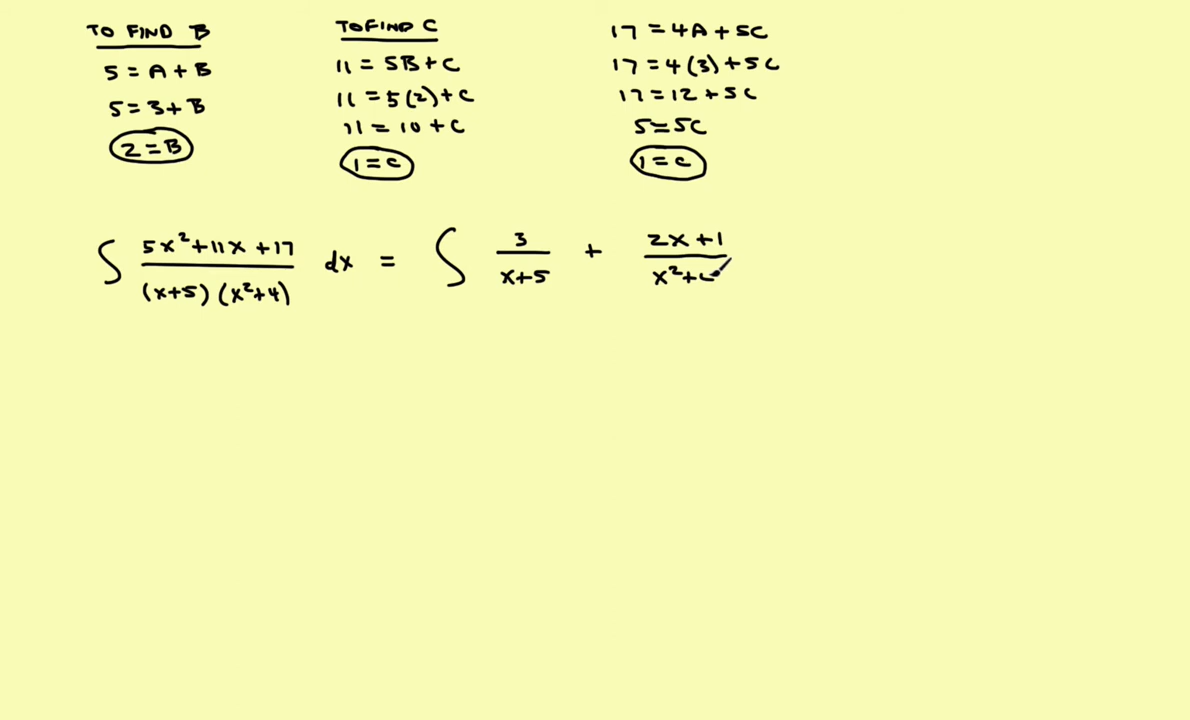 TO FIND B
5 = A + B
5 = 3 + B
2 = B
TO FIND C
11 = 5B + C
11 = 5(2) + C
11 = 10 + C
1 = C
17 = 4A + 5C
17 = 4(3) + 5C
17 = 12 + 5C
5 = 5C
1 = C
∫ (5x² + 11x + 17) / ((x+5)(x²+4)) dx = ∫ 3/(x+5) + (2x+1)/(x²+4